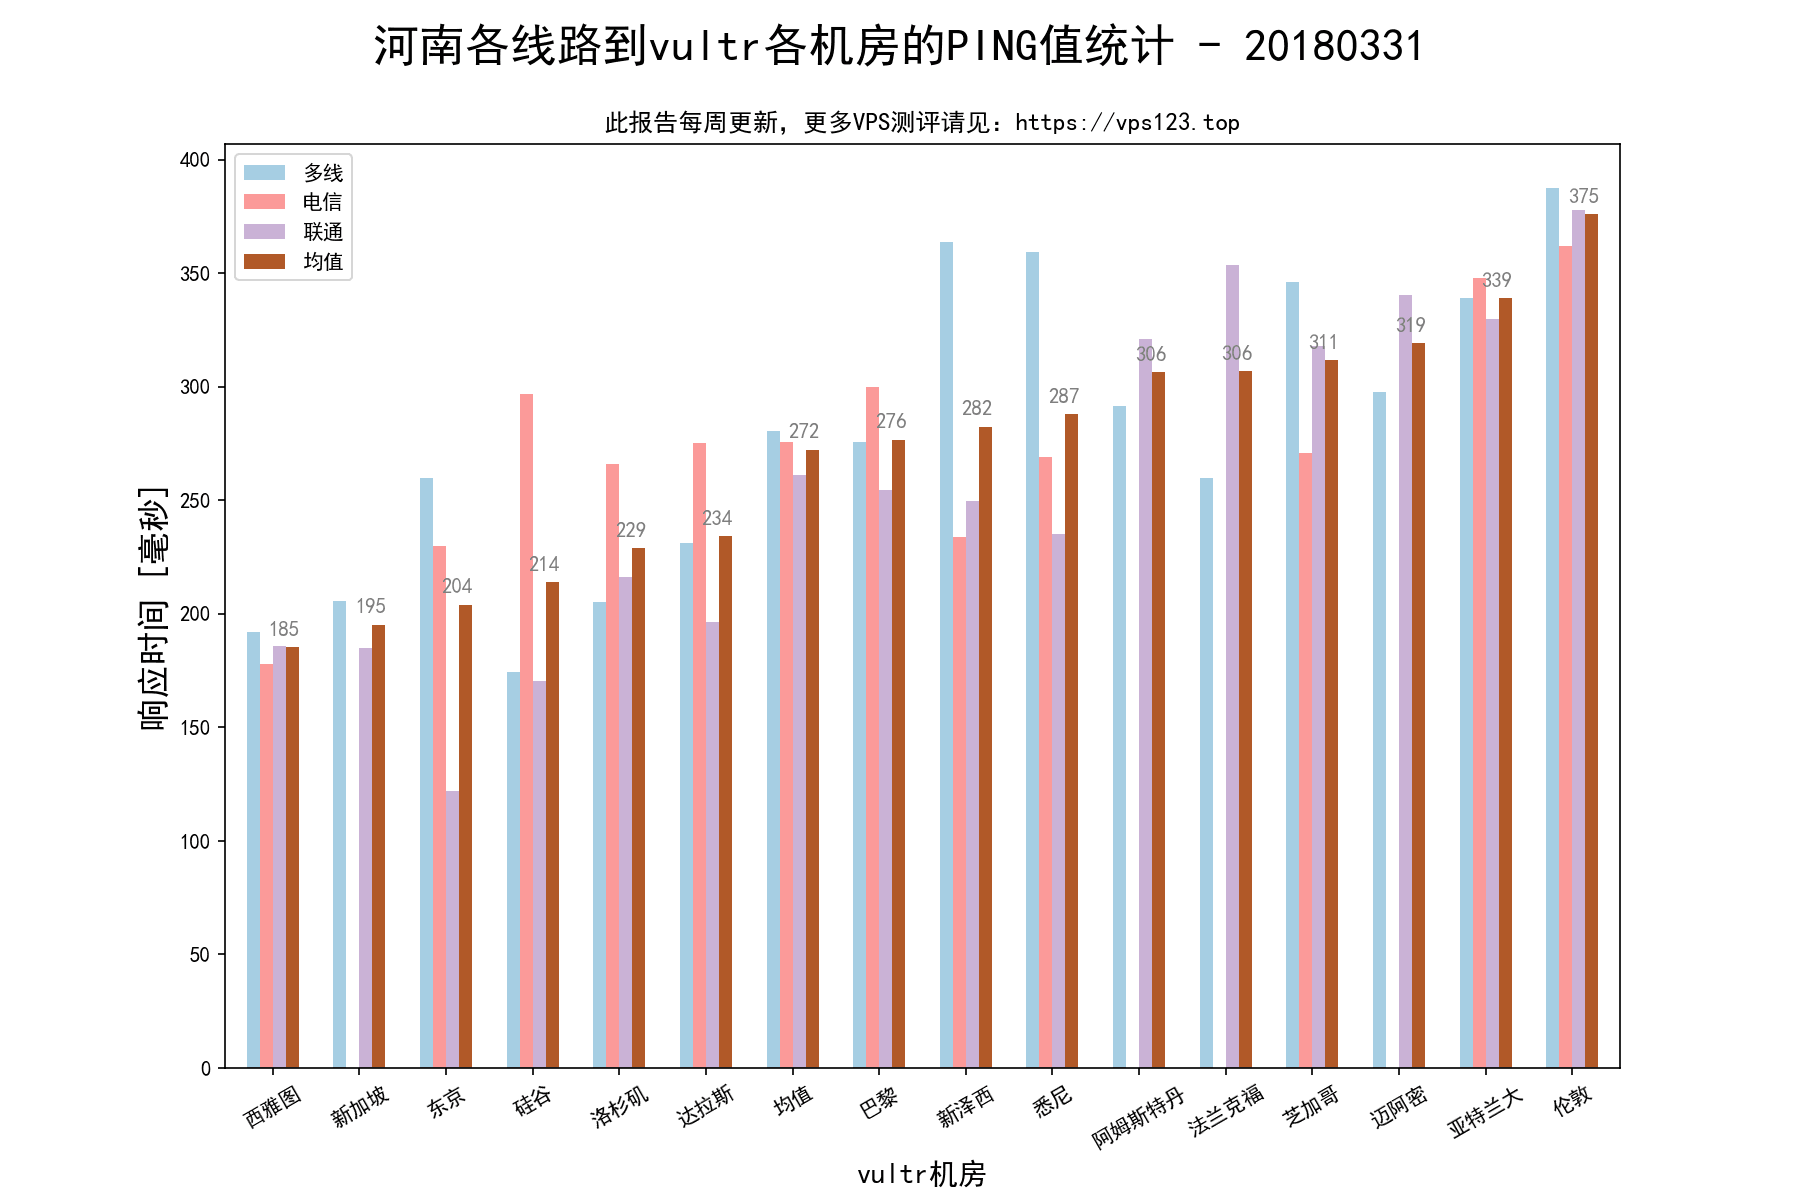 河南各线路到vultr各机房的PING值统计 - 20180331
此报告每周更新，更多VPS测评请见：https://vps123.top
多线
电信
联通
均值
响应时间 [毫秒]
400
350
300
250
200
150
100
50
0
185
195
204
214
229
234
272
276
282
287
306
306
311
319
339
375
西雅图
新加坡
东京
硅谷
洛杉矶
达拉斯
均值
巴黎
新泽西
悉尼
阿姆斯特丹
法兰克福
芝加哥
迈阿密
亚特兰大
伦敦
vultr机房